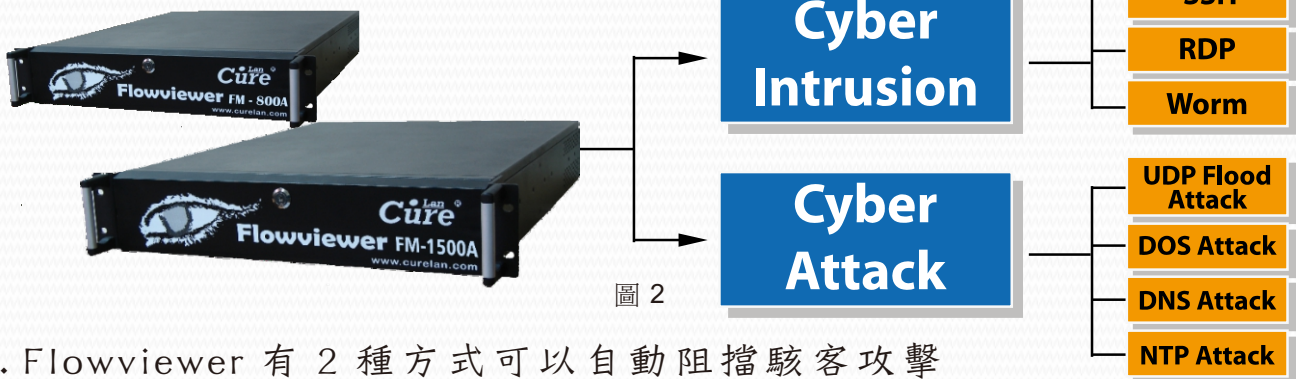 Cure Lan
Flowviewer FM - 800A
www.curelan.com
Cure Lan
Flowviewer FM-1500A
www.curelan.com
圖 2
Cyber
Intrusion
RDP
Worm
Cyber
Attack
UDP Flood
Attack
DOS Attack
DNS Attack
NTP Attack
. Flowviewer 有 2 種方式可以自動阻擋駭客攻擊